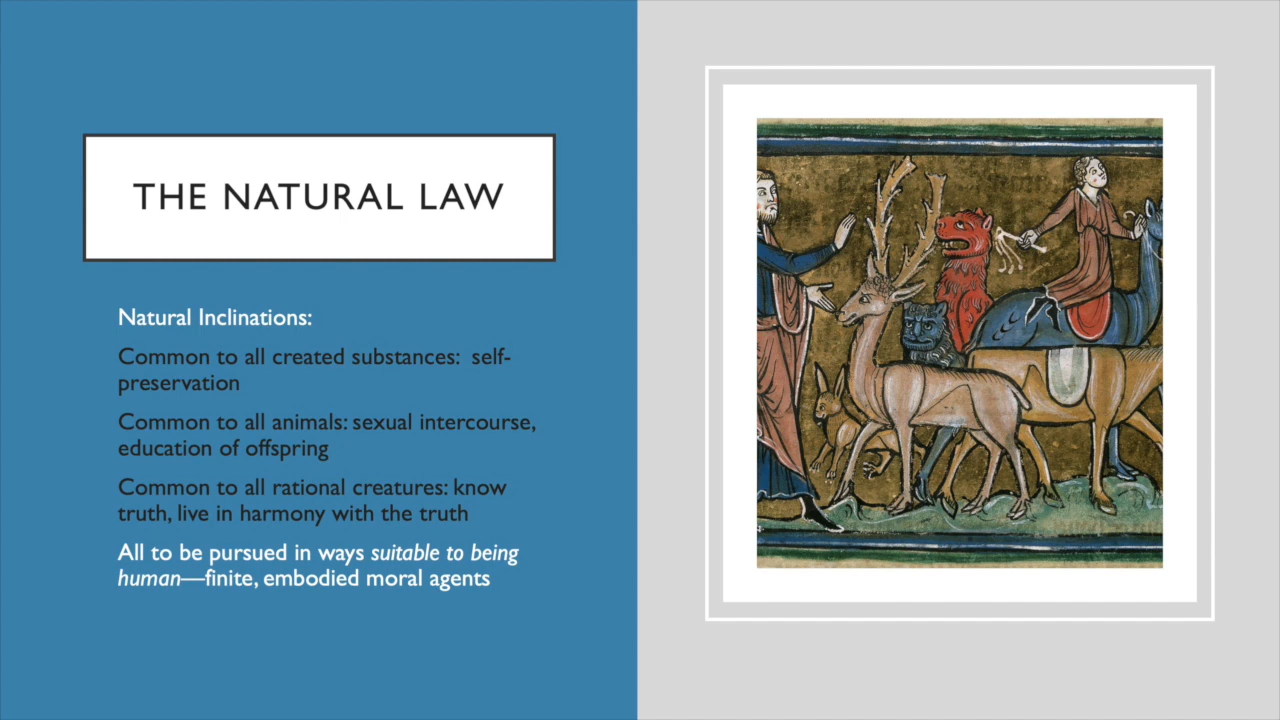 THE NATURAL LAW
Natural Inclinations:
Common to all created substances:  self-
preservation
Common to all animals: sexual intercourse,
education of offspring
Common to all rational creatures: know
truth, live in harmony with the truth
All to be pursued in ways suitable to being
human—finite, embodied moral agents